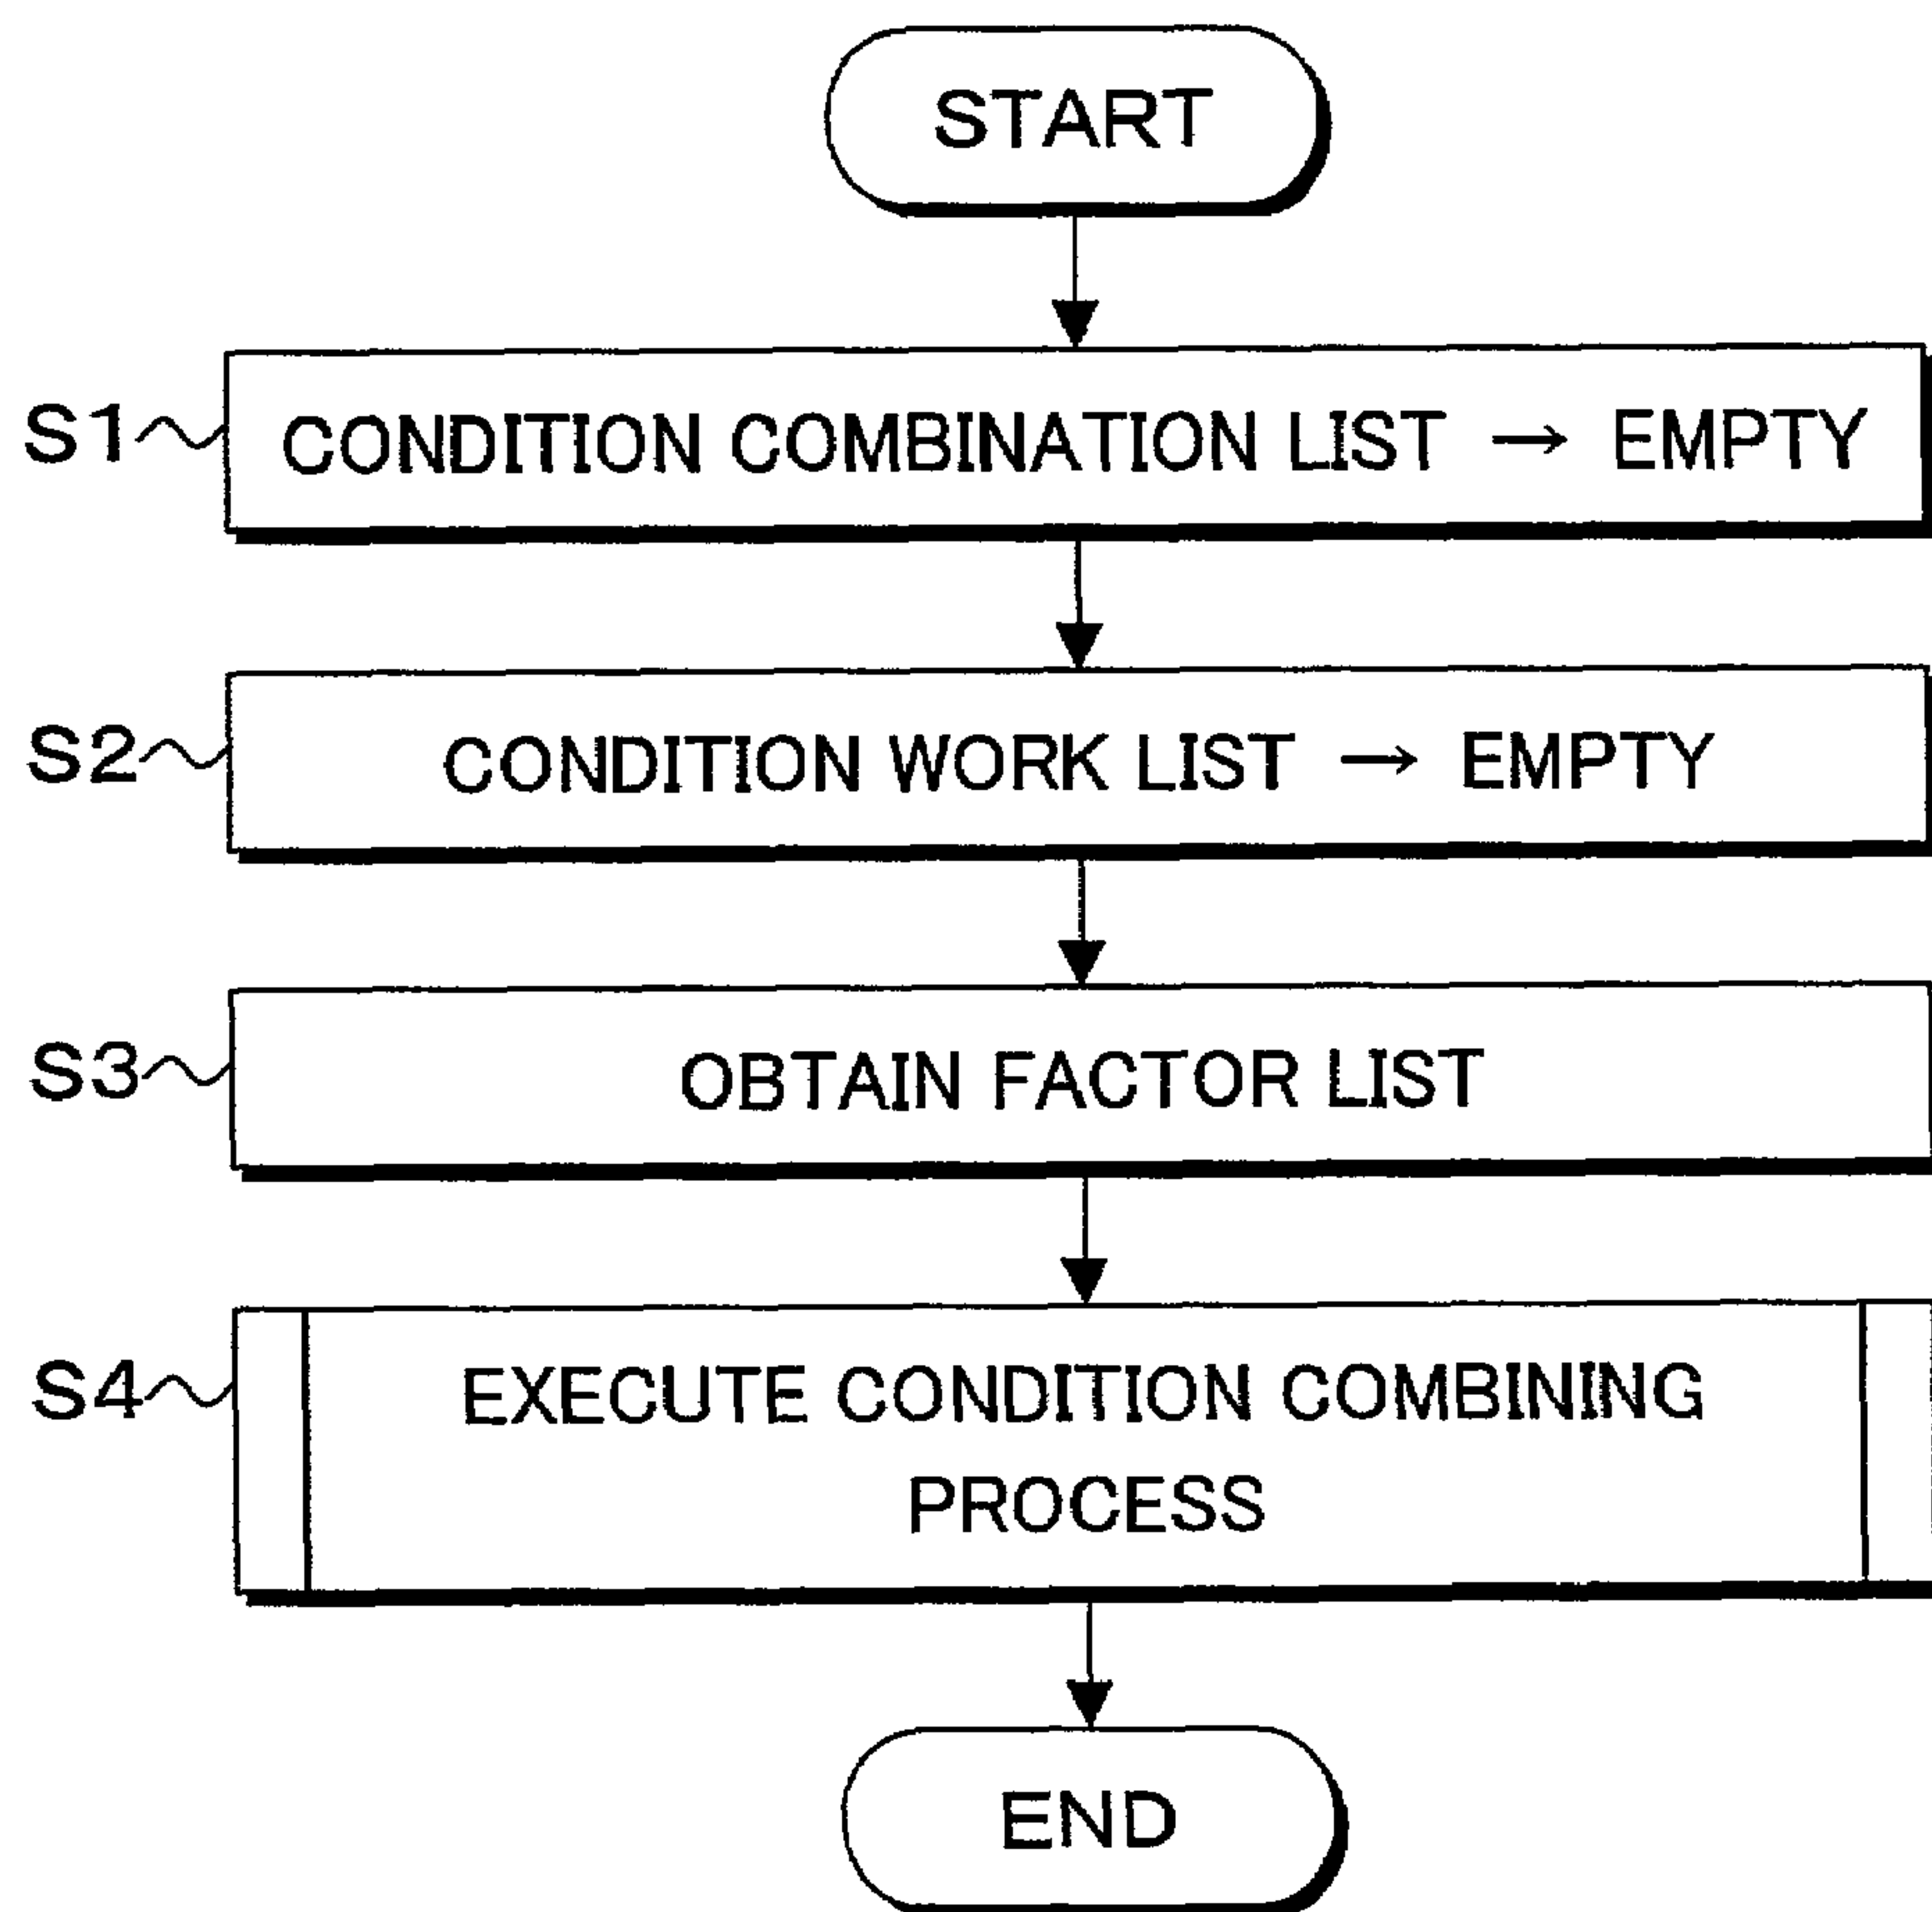 START
S1 CONDITION COMBINATION LIST → EMPTY
S2 CONDITION WORK LIST → EMPTY
S3 OBTAIN FACTOR LIST
S4 EXECUTE CONDITION COMBINING
PROCESS
END